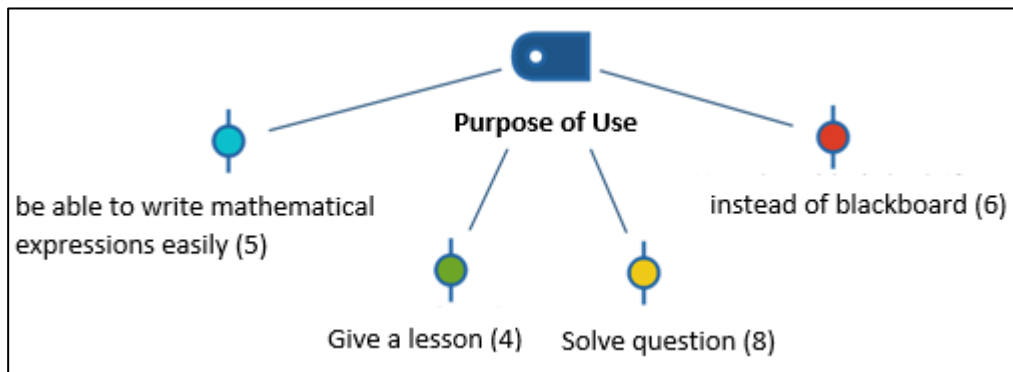 Purpose of Use
be able to write mathematical
expressions easily (5)
instead of blackboard (6)
Give a lesson (4)
Solve question (8)